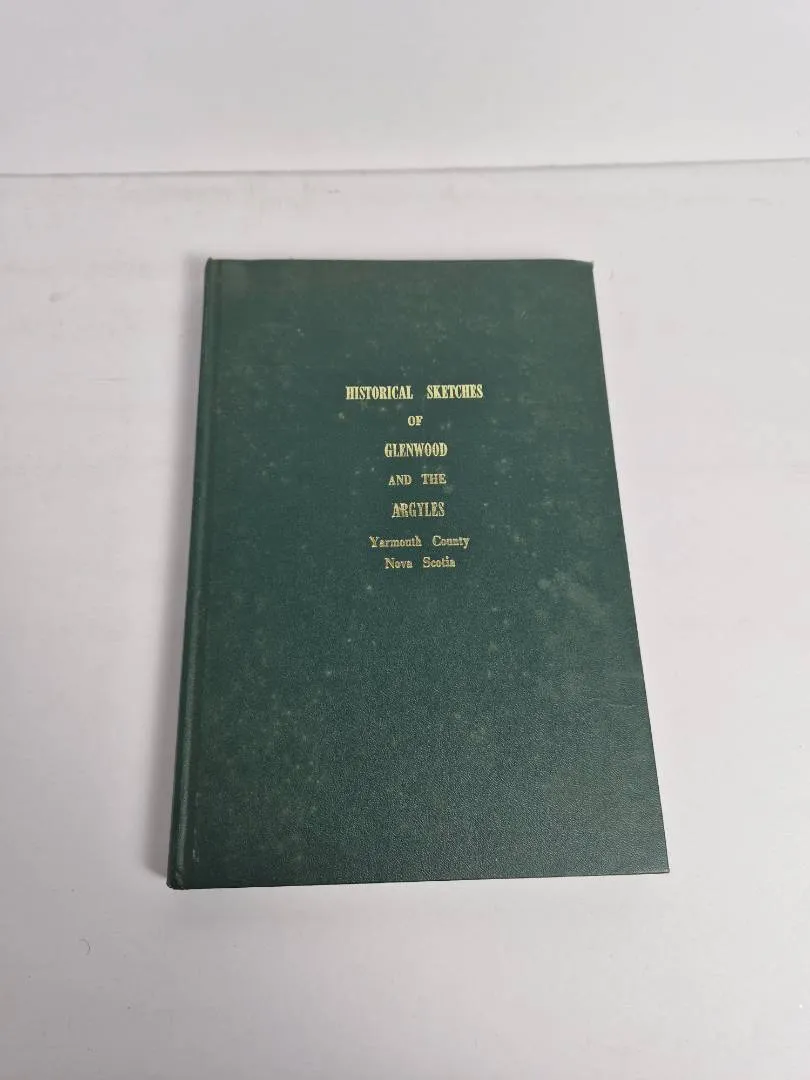 HISTORICAL SKETCHES
OF
GLENWOOD
AND THE
ARGYLES
Yarmouth County
Nova Scotia